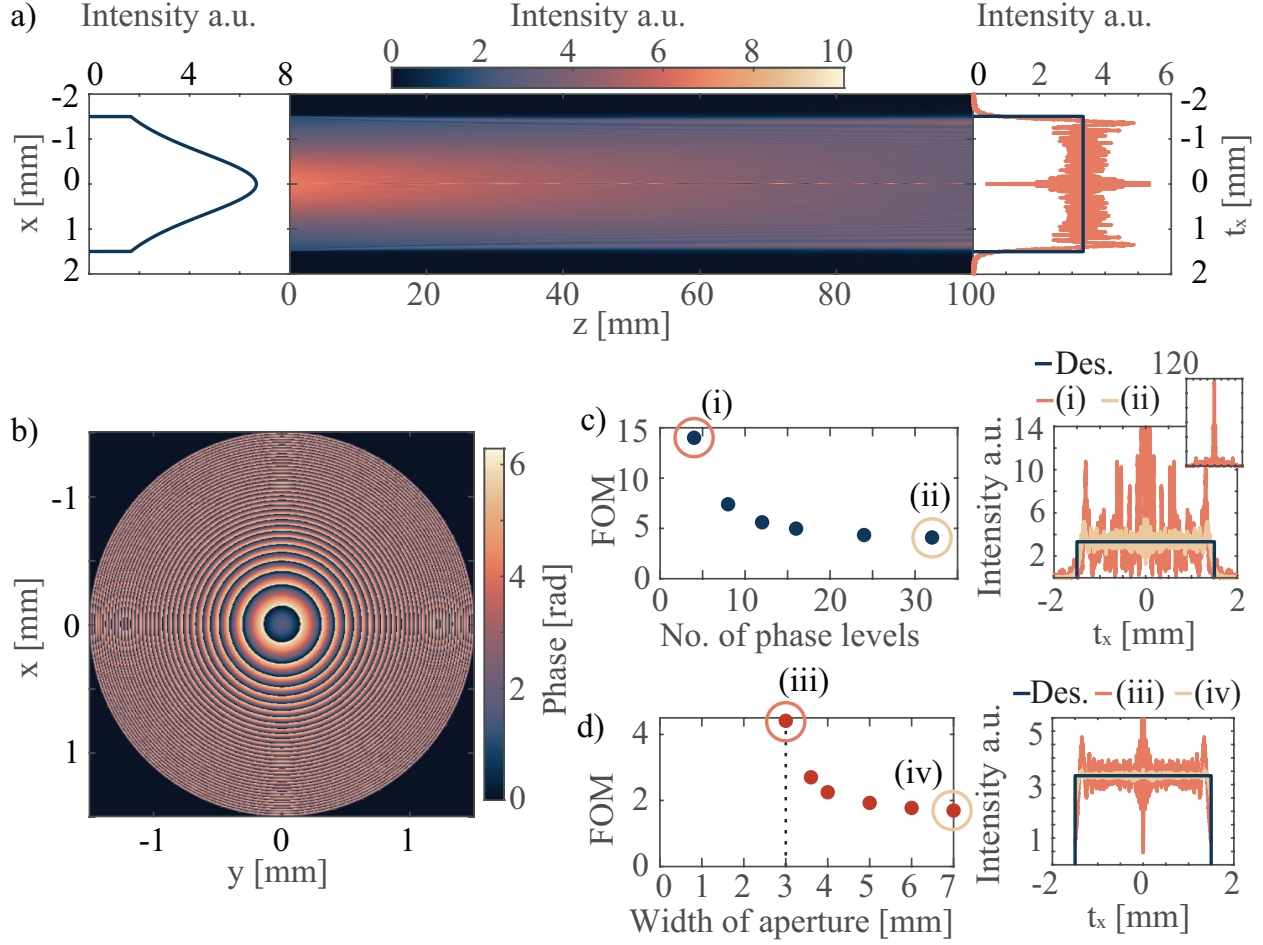 a)
Intensity a.u.
Intensity a.u.
Intensity a.u.
0 4 8
0 2 4 6 8 10
0 2 4 6
x [mm]
-2
-1
0
1
2
-2
-1
0
1
2
tₓ [mm]
0 20 40 60 80 100
z [mm]
b)
x [mm]
-1
0
1
-1 0 1
y [mm]
6
4
2
0
Phase [rad]
c)
(i)
(ii)
FOM
15
10
5
0
0 10 20 30
No. of phase levels
Des. 120
(i) (ii)
Intensity a.u.
14
10
6
2
-2 0 2
tₓ [mm]
d)
(iii)
(iv)
FOM
4
2
0
0 1 2 3 4 5 6 7
Width of aperture [mm]
Des. (iii) (iv)
Intensity a.u.
5
3
1
-2 0 2
tₓ [mm]